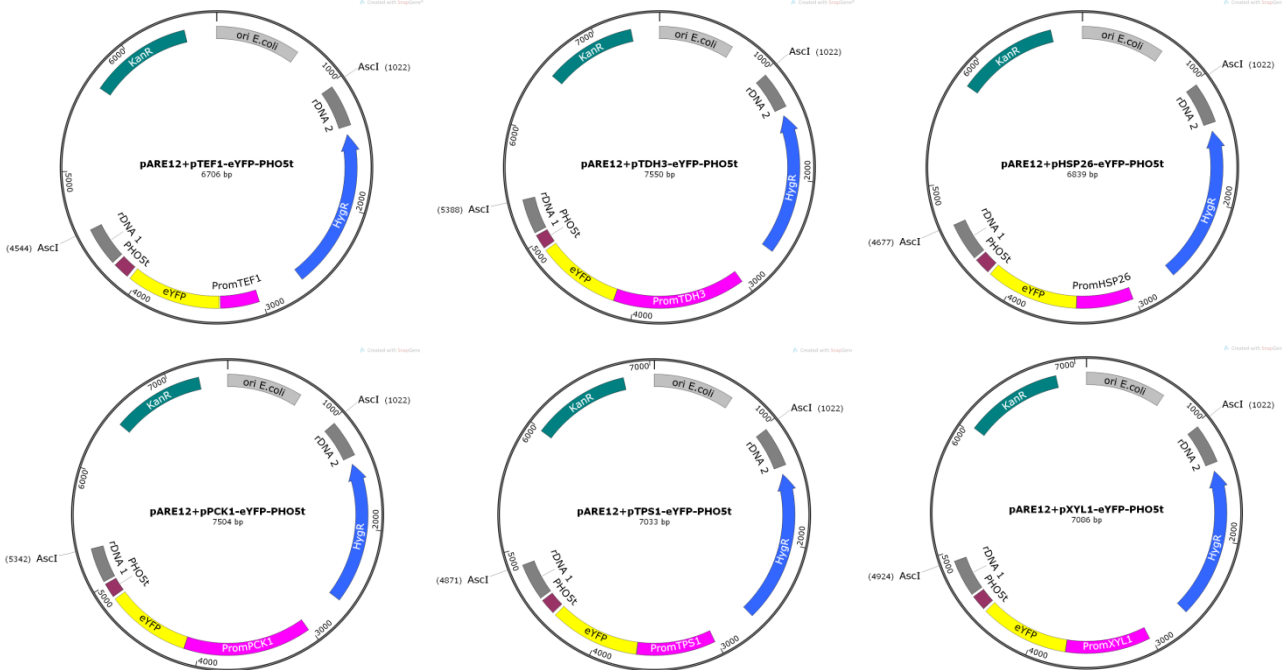 Created with SnapGene®
Created with SnapGene®
Created with SnapGene®
KanR
ori E.coli
6000
1000
AscI (1022)
rDNA 2
pARE12+pTEF1-eYFP-PHO5t
6706 bp
5000
2000
HygR
rDNA 1
(4544) AscI
PHO5t
PromTEF1
eYFP
4000
3000
7000
KanR
ori E.coli
1000
AscI (1022)
rDNA 2
6000
pARE12+pTDH3-eYFP-PHO5t
7550 bp
2000
HygR
(5388) AscI
rDNA 1
PHO5t
5000
eYFP
PromTDH3
4000
3000
KanR
ori E.coli
6000
1000
AscI (1022)
rDNA 2
pARE12+pHSP26-eYFP-PHO5t
6839 bp
5000
2000
HygR
(4677) AscI
rDNA 1
PHO5t
PromHSP26
eYFP
4000
3000
Created with SnapGene
Created with SnapGene
Created with SnapGene
7000
KanR
ori E.coli
1000
AscI (1022)
rDNA 2
6000
pARE12+pPCK1-eYFP-PHO5t
7504 bp
2000
HygR
(5342) AscI
rDNA 1
PHO5t
5000
eYFP
PromPCK1
4000
3000
7000
KanR
ori E.coli
6000
1000
AscI (1022)
rDNA 2
pARE12+pTPS1-eYFP-PHO5t
7033 bp
2000
HygR
5000
(4871) AscI
rDNA 1
PHO5t
eYFP
PromTPS1
4000
3000
7000
KanR
ori E.coli
6000
1000
AscI (1022)
rDNA 2
pARE12+pXYL1-eYFP-PHO5t
7086 bp
2000
HygR
5000
(4924) AscI
rDNA 1
PHO5t
eYFP
PromXYL1
4000
3000